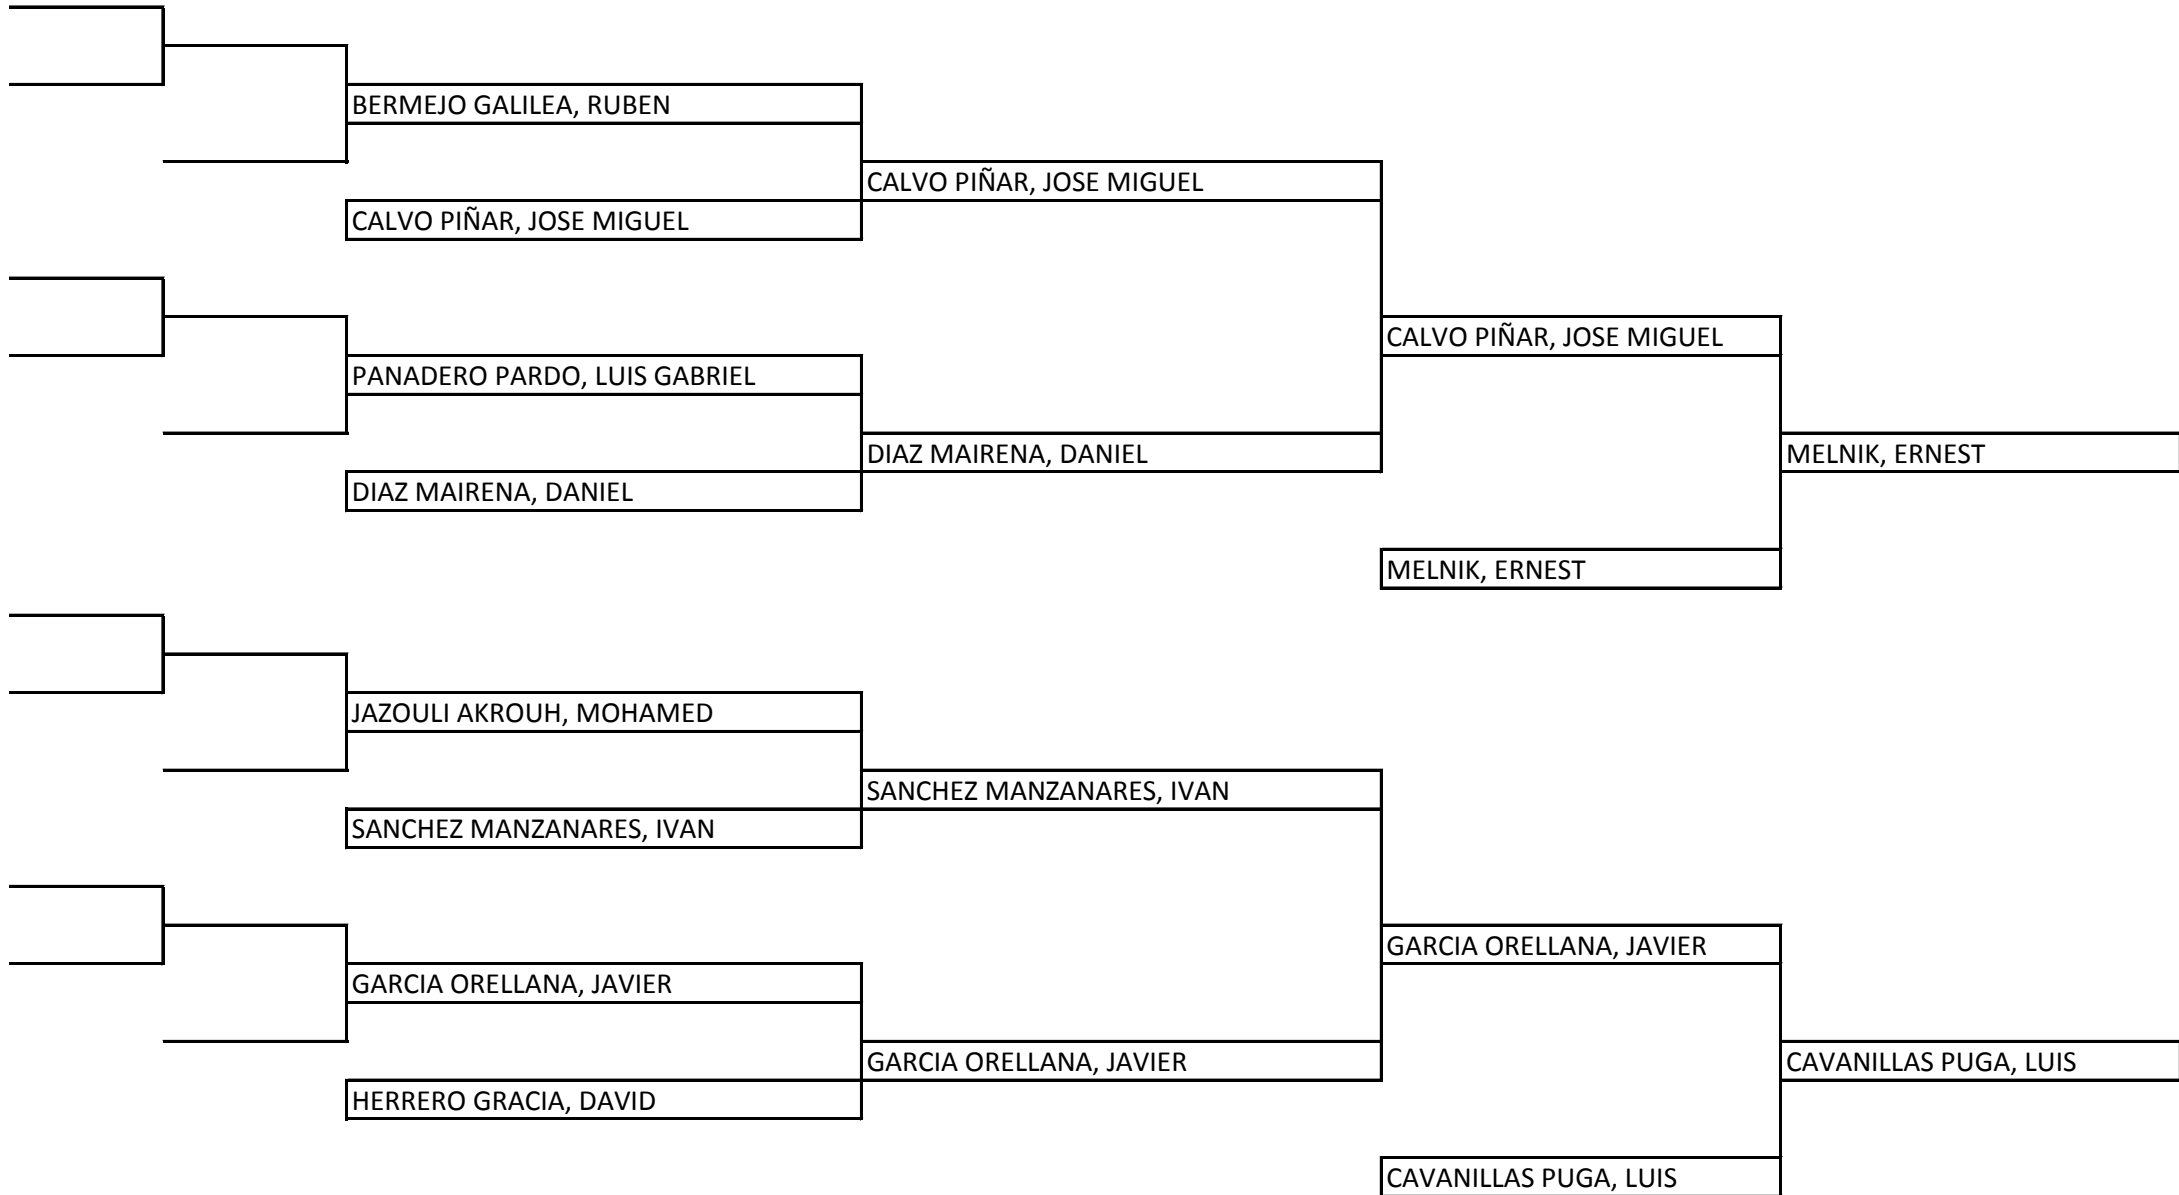 BERMEJO GALILEA, RUBEN
CALVO PIÑAR, JOSE MIGUEL
CALVO PIÑAR, JOSE MIGUEL
CALVO PIÑAR, JOSE MIGUEL
PANADERO PARDO, LUIS GABRIEL
DIAZ MAIRENA, DANIEL
MELNIK, ERNEST
DIAZ MAIRENA, DANIEL
MELNIK, ERNEST
JAZOULI AKROUH, MOHAMED
SANCHEZ MANZANARES, IVAN
SANCHEZ MANZANARES, IVAN
GARCIA ORELLANA, JAVIER
GARCIA ORELLANA, JAVIER
GARCIA ORELLANA, JAVIER
CAVANILLAS PUGA, LUIS
HERRERO GRACIA, DAVID
CAVANILLAS PUGA, LUIS